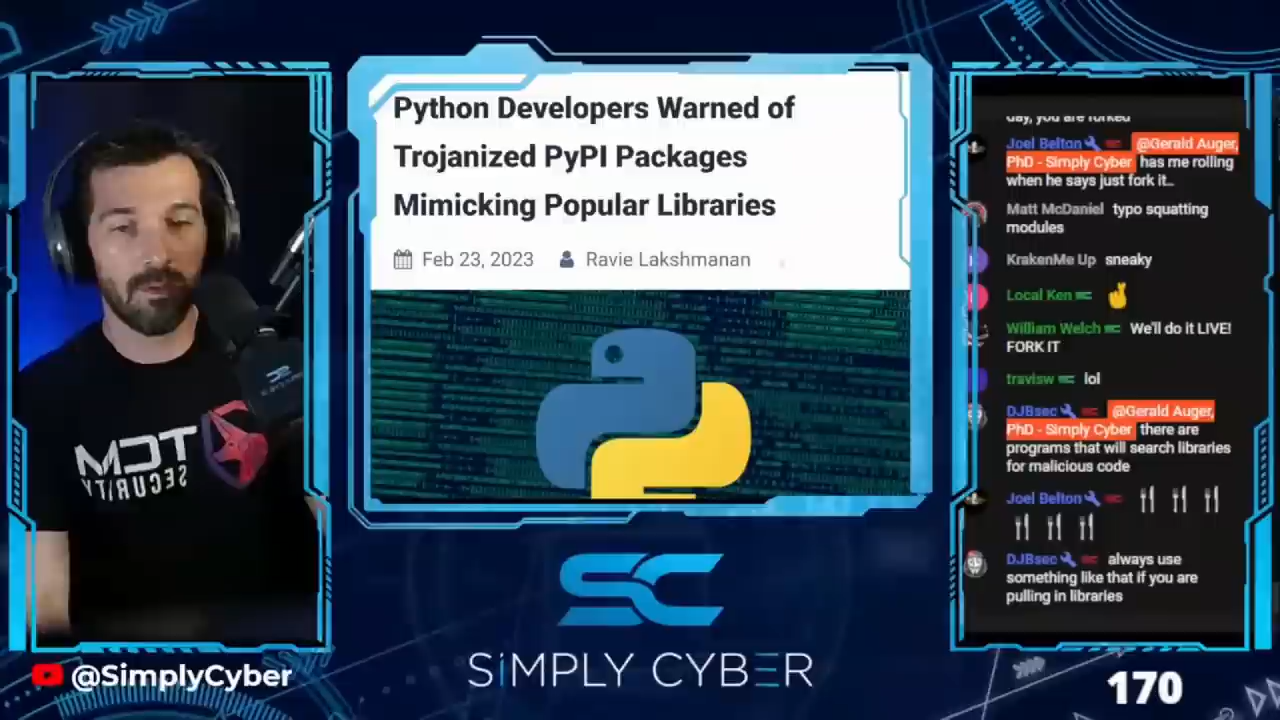 Python Developers Warned of
Trojanized PyPI Packages
Mimicking Popular Libraries
Feb 23, 2023 Ravie Lakshmanan
MDT
SECURITY
SC
SIMPLY CYBER
@SimplyCyber
day, you are forked
Joel Belton @Gerald Auger,
PhD - Simply Cyber has me rolling
when he says just fork it..
Matt McDaniel typo squatting
modules
KrakenMe Up sneaky
Local Ken
William Welch We'll do it LIVE!
FORK IT
travisw lol
DJBsec @Gerald Auger,
PhD - Simply Cyber there are
programs that will search libraries
for malicious code
Joel Belton
DJBsec always use
something like that if you are
pulling in libraries
170